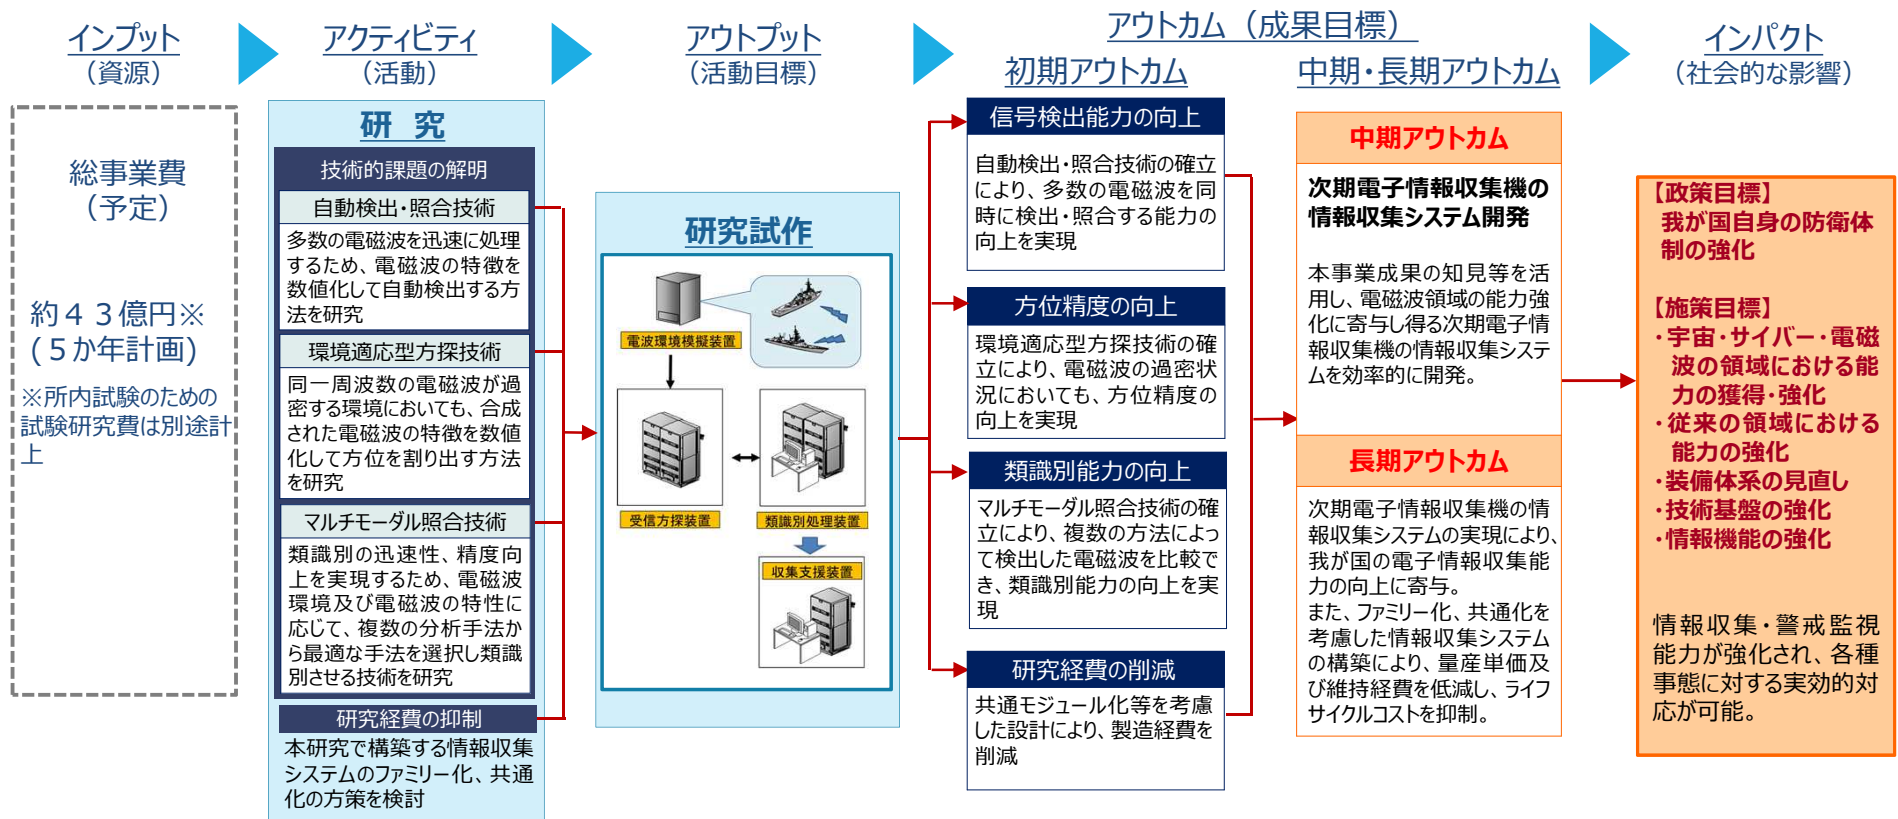 インプット
（資源）
アクティビティ
（活動）
アウトプット
（活動目標）
アウトカム（成果目標）
初期アウトカム
中期・長期アウトカム
インパクト
（社会的な影響）
総事業費
（予定）
約４３億円※
(５か年計画)
※所内試験のための
試験研究費は別途計
上
研 究
技術的課題の解明
自動検出・照合技術
多数の電磁波を迅速に処理
するため、電磁波の特徴を
数値化して自動検出する方
法を研究
環境適応型方探技術
同一周波数の電磁波が過
密する環境においても、合成
された電磁波の特徴を数値
化して方位を割り出す方法
を研究
マルチモーダル照合技術
類識別の迅速性、精度向
上を実現するため、電磁波
環境及び電磁波の特性に
応じて、複数の分析手法か
ら最適な手法を選択し類識
別させる技術を研究
研究経費の抑制
本研究で構築する情報収集
システムのファミリー化、共通
化の方策を検討
研究試作
電波環境模擬装置
受信方探装置
類識別処理装置
収集支援装置
信号検出能力の向上
自動検出・照合技術の確立
により、多数の電磁波を同
時に検出・照合する能力の
向上を実現
方位精度の向上
環境適応型方探技術の確
立により、電磁波の過密状
況においても、方位精度の
向上を実現
類識別能力の向上
マルチモーダル照合技術の確
立により、複数の方法によっ
て検出した電磁波を比較で
き、類識別能力の向上を実
現
研究経費の削減
共通モジュール化等を考慮
した設計により、製造経費を
削減
中期アウトカム
次期電子情報収集機の
情報収集システム開発
本事業成果の知見等を活
用し、電磁波領域の能力強
化に寄与し得る次期電子情
報収集機の情報収集システ
ムを効率的に開発。
長期アウトカム
次期電子情報収集機の情
報収集システムの実現により、
我が国の電子情報収集能
力の向上に寄与。
また、ファミリー化、共通化を
考慮した情報収集システム
の構築により、量産単価及
び維持経費を低減し、ライフ
サイクルコストを抑制。
【政策目標】
我が国自身の防衛体
制の強化
【施策目標】
・宇宙・サイバー・電磁
波の領域における能
力の獲得・強化
・従来の領域における
能力の強化
・装備体系の見直し
・技術基盤の強化
・情報機能の強化
情報収集・警戒監視
能力が強化され、各種
事態に対する実効的対
応が可能。